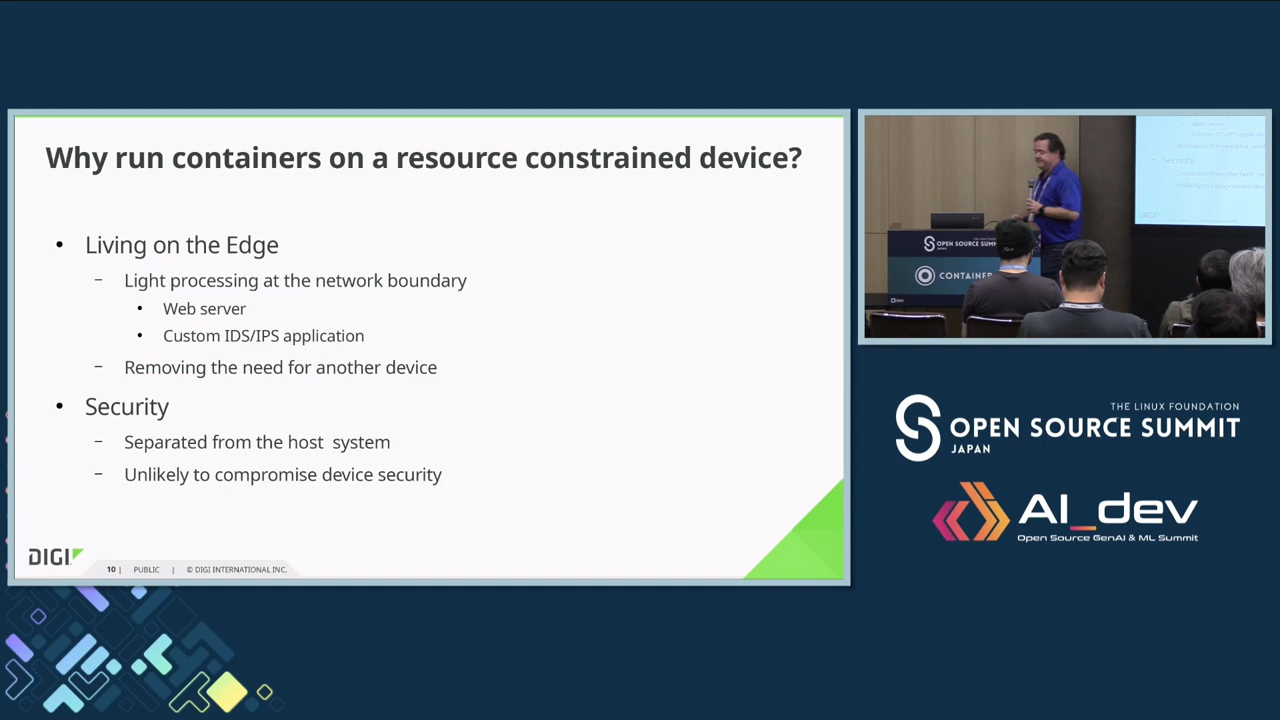 Why run containers on a resource constrained device?
• Living on the Edge
– Light processing at the network boundary
• Web server
• Custom IDS/IPS application
– Removing the need for another device
• Security
– Separated from the host  system
– Unlikely to compromise device security
DIGI
10 | PUBLIC | © DIGI INTERNATIONAL INC.
OPEN SOURCE SUMM
CONTAINER
THE LINUX FOUNDATION
OPEN SOURCE SUMMIT
JAPAN
AI_dev
Open Source GenAI & ML Summit